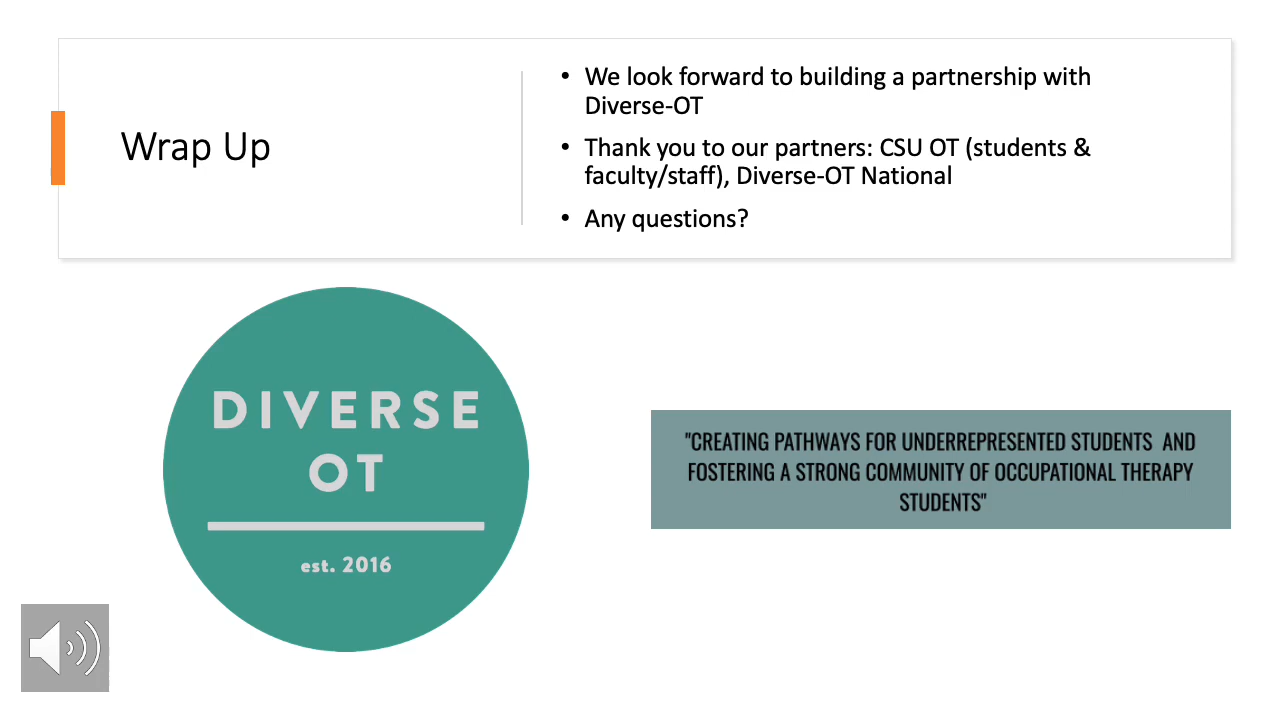 Wrap Up
• We look forward to building a partnership with
Diverse-OT
• Thank you to our partners: CSU OT (students &
faculty/staff), Diverse-OT National
• Any questions?
DIVERSE
OT
est. 2016
"CREATING PATHWAYS FOR UNDERREPRESENTED STUDENTS AND
FOSTERING A STRONG COMMUNITY OF OCCUPATIONAL THERAPY
STUDENTS"